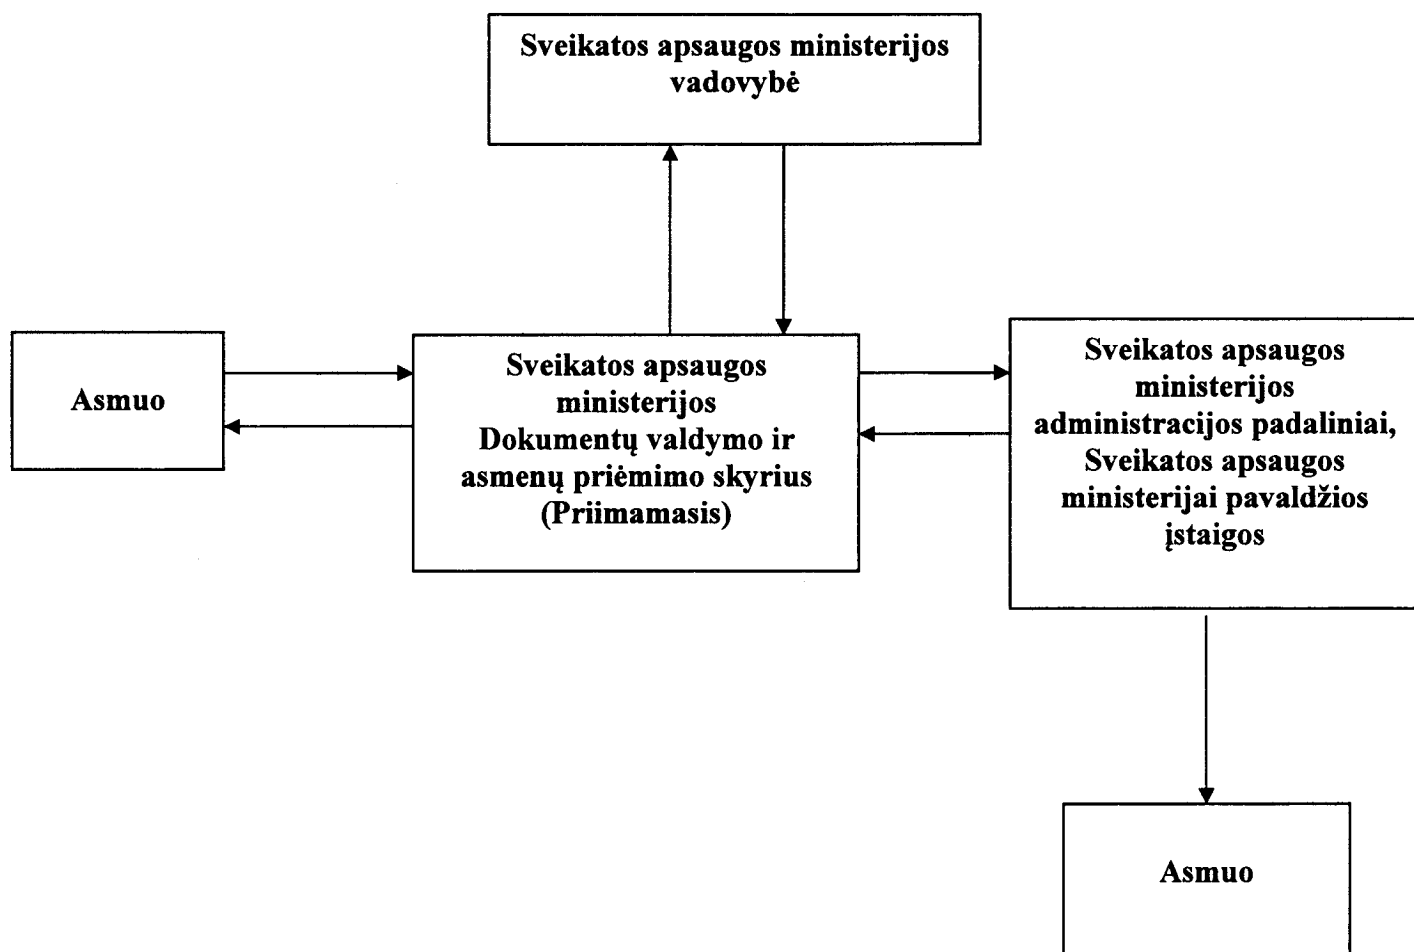 Sveikatos apsaugos ministerijos
vadovybė
Asmuo
Sveikatos apsaugos
ministerijos
Dokumentų valdymo ir
asmenų priėmimo skyrius
(Priimamasis)
Sveikatos apsaugos
ministerijos
administracijos padaliniai,
Sveikatos apsaugos
ministerijai pavaldžios
įstaigos
Asmuo